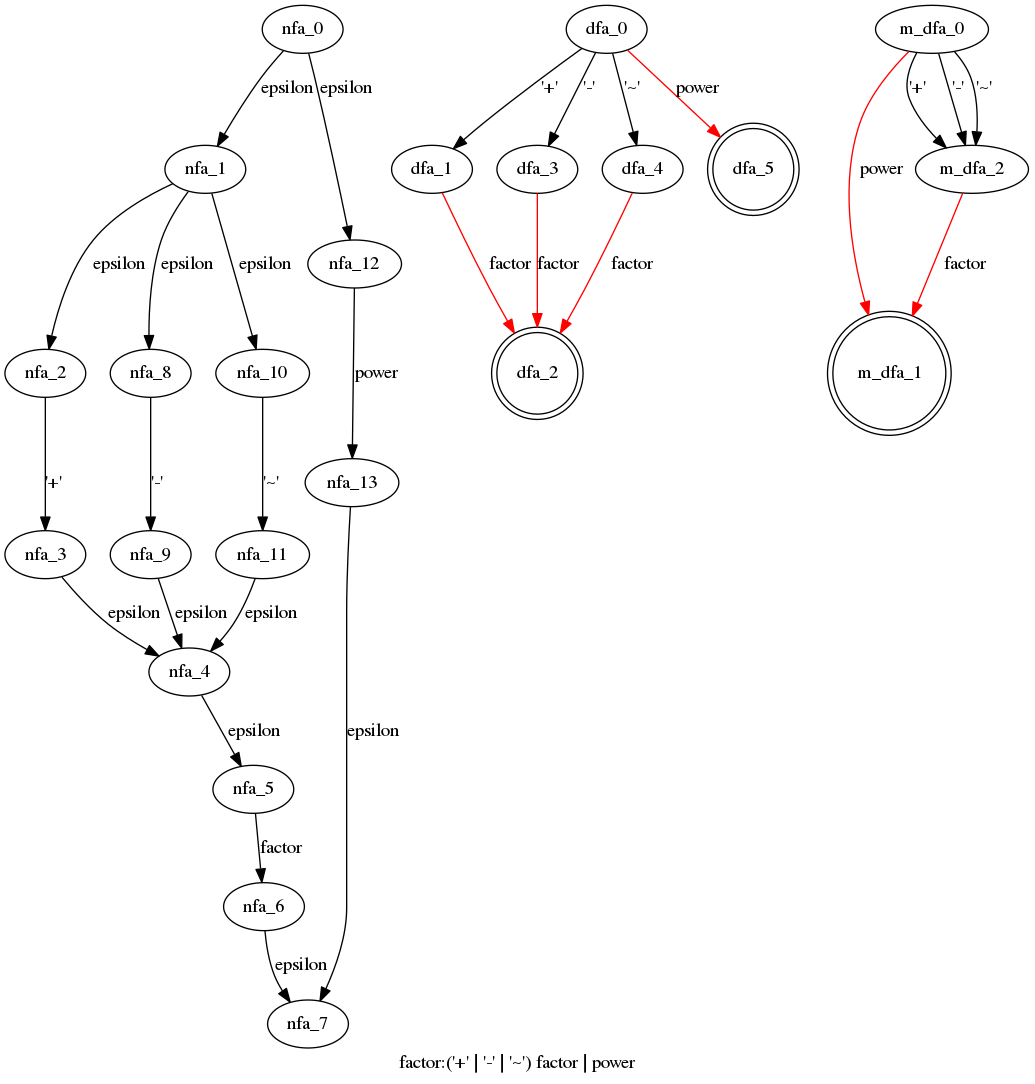 nfa_0
dfa_0
m_dfa_0
epsilon
epsilon
'+'
'-'
'~'
power
'+'
'-'
'~'
nfa_1
dfa_1
dfa_3
dfa_4
dfa_5
power
m_dfa_2
epsilon
epsilon
epsilon
nfa_12
factor
factor
factor
factor
nfa_2
nfa_8
nfa_10
power
dfa_2
m_dfa_1
'+'
'-'
'~'
nfa_13
nfa_3
nfa_9
nfa_11
epsilon
epsilon
epsilon
nfa_4
epsilon
epsilon
nfa_5
factor
nfa_6
epsilon
nfa_7
factor:('+' | '-' | '~') factor | power